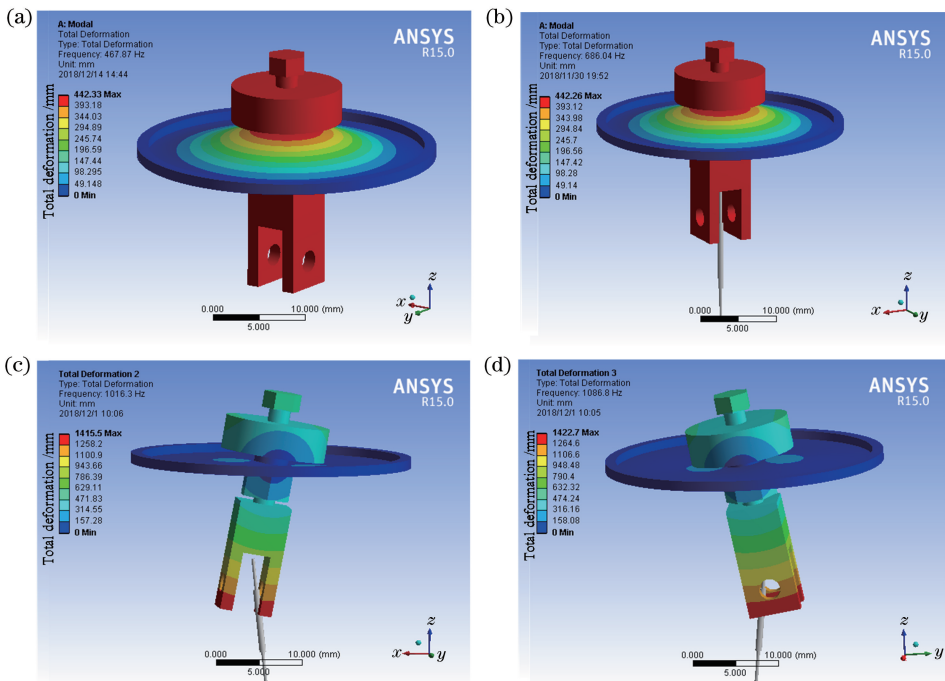 (a)
A: Modal
Total Deformation
Type: Total Deformation
Frequency: 467.87 Hz
Unit: mm
2018/12/14 14:44
ANSYS
R15.0
Total deformation /mm
442.33 Max
393.18
344.03
294.89
245.74
196.59
147.44
98.295
49.148
0 Min
0.000
10.000 (mm)
5.000
z
x
y
(b)
A: Modal
Total Deformation
Type: Total Deformation
Frequency: 686.04 Hz
Unit: mm
2018/11/30 19:52
ANSYS
R15.0
Total deformation /mm
442.26 Max
393.12
343.98
294.84
245.7
196.56
147.42
98.28
49.14
0 Min
0.000
10.000 (mm)
5.000
z
x
y
(c)
Total Deformation 2
Type: Total Deformation
Frequency: 1016.3 Hz
Unit: mm
2018/12/1 10:06
ANSYS
R15.0
Total deformation /mm
1415.5 Max
1258.2
1100.9
943.66
786.39
629.11
471.83
314.55
157.28
0 Min
0.000
10.000 (mm)
5.000
z
x
y
(d)
Total Deformation 3
Type: Total Deformation
Frequency: 1086.8 Hz
Unit: mm
2018/12/1 10:05
ANSYS
R15.0
Total deformation /mm
1422.7 Max
1264.6
1106.6
948.48
790.4
632.32
474.24
316.16
158.08
0 Min
0.000
10.000 (mm)
5.000
z
y